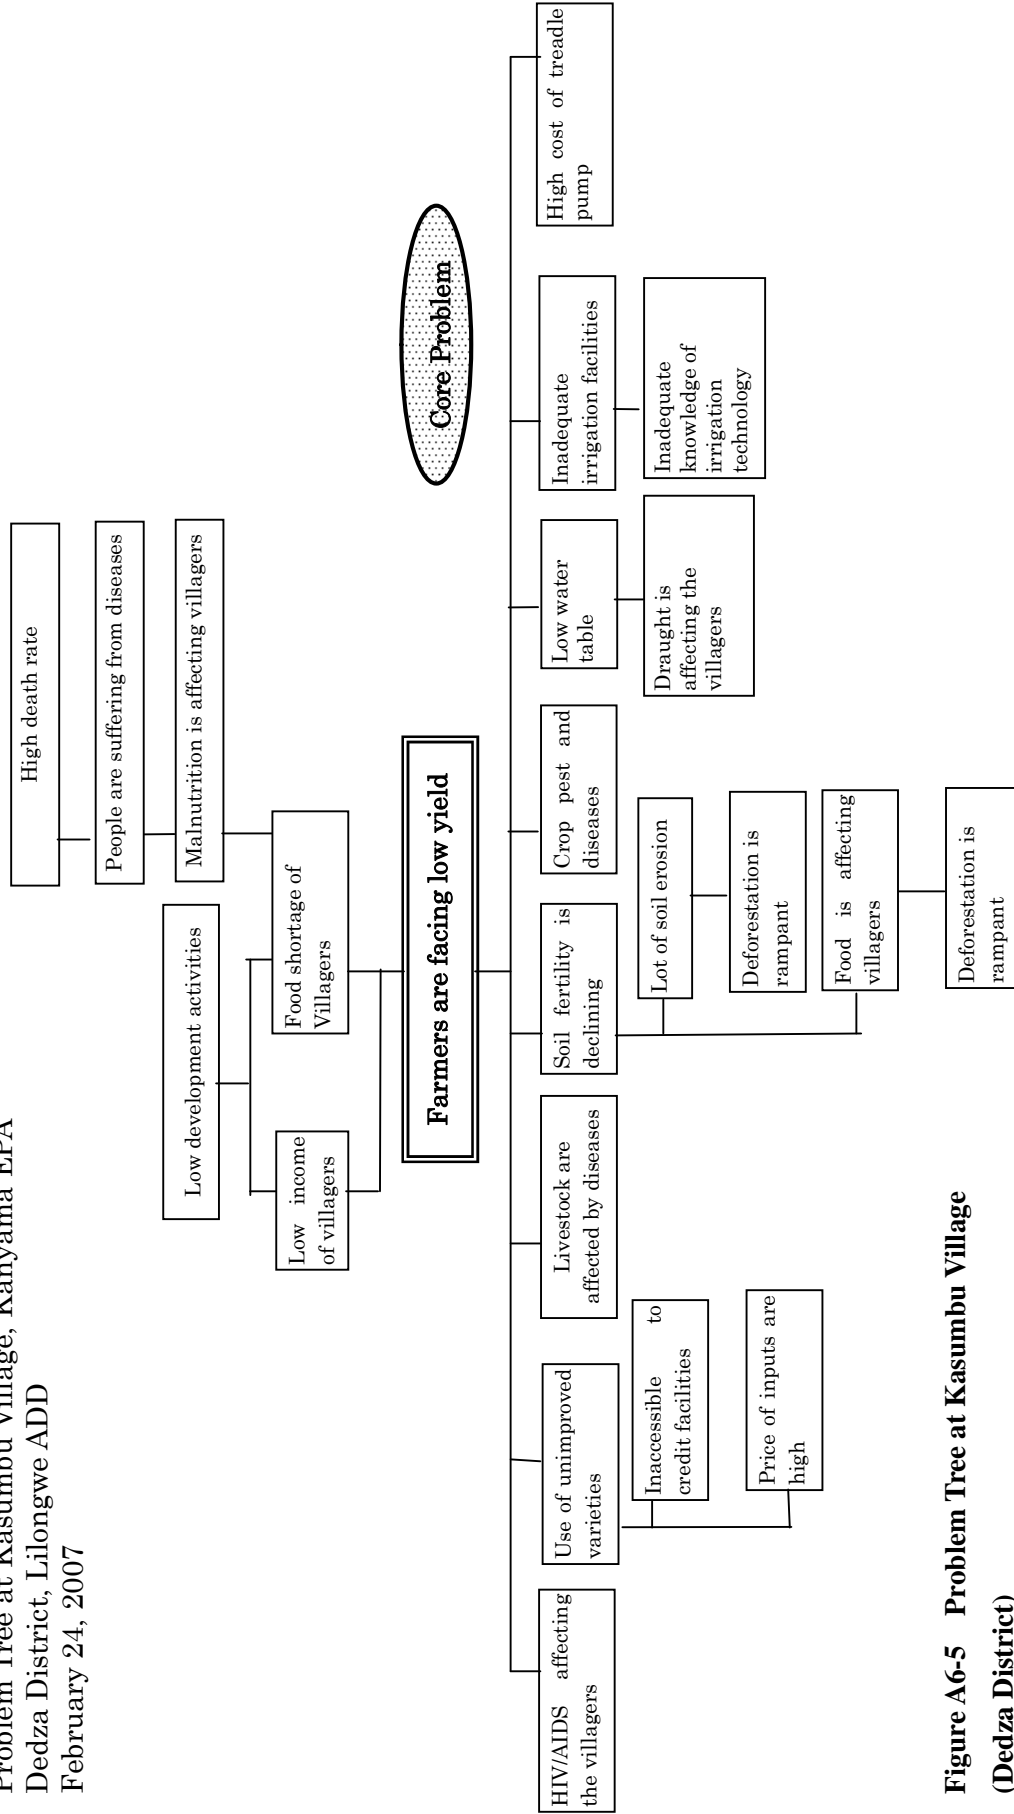 Problem Tree at Kasumbu Village, Kanyama EPA
Dedza District, Lilongwe ADD
February 24, 2007
High death rate
People are suffering from diseases
Malnutrition is affecting villagers
Low development activities
Food shortage of
Villagers
Low income
of villagers
Core Problem
Farmers are facing low yield
HIV/AIDS affecting
the villagers
Use of unimproved
varieties
Inaccessible to
credit facilities
Price of inputs are
high
Livestock are
affected by diseases
Soil fertility is
declining
Lot of soil erosion
Deforestation is
rampant
Food is affecting
villagers
Deforestation is
rampant
Crop pest and
diseases
Low water
table
Draught is
affecting the
villagers
Inadequate
irrigation facilities
Inadequate
knowledge of
irrigation
technology
High cost of treadle
pump
Figure A6-5 Problem Tree at Kasumbu Village
(Dedza District)